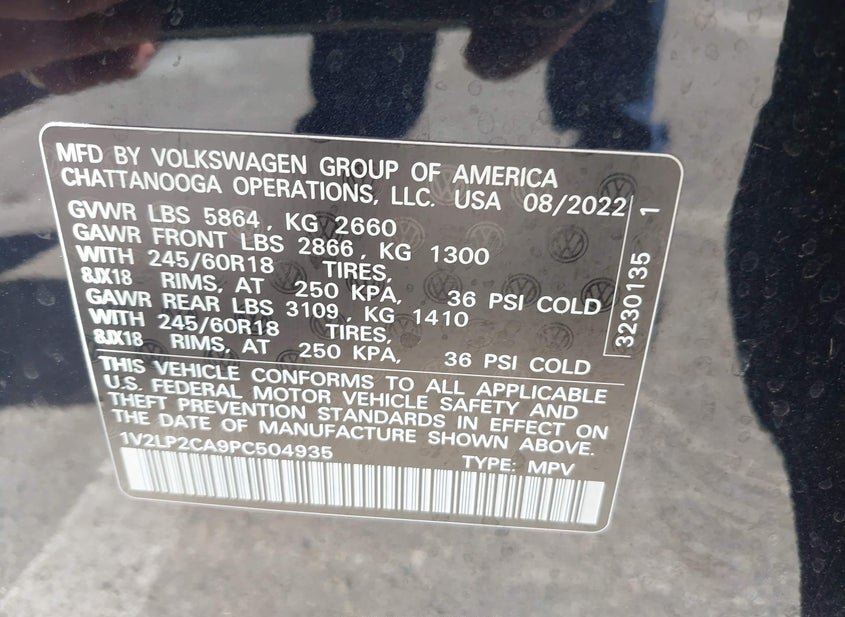 MFD BY VOLKSWAGEN GROUP OF AMERICA
CHATTANOOGA OPERATIONS, LLC. USA 08/2022
GVWR LBS 5864, KG 2660
GAWR FRONT LBS 2866, KG 1300
WITH 245/60R18 TIRES,
8JX18 RIMS, AT 250 KPA, 36 PSI COLD
GAWR REAR LBS 3109, KG 1410
WITH 245/60R18 TIRES,
8JX18 RIMS, AT 250 KPA, 36 PSI COLD
3230135 1
THIS VEHICLE CONFORMS TO ALL APPLICABLE
U.S. FEDERAL MOTOR VEHICLE SAFETY AND
THEFT PREVENTION STANDARDS IN EFFECT ON
THE DATE OF MANUFACTURE SHOWN ABOVE.
1V2LP2CA9PC504935 TYPE: MPV